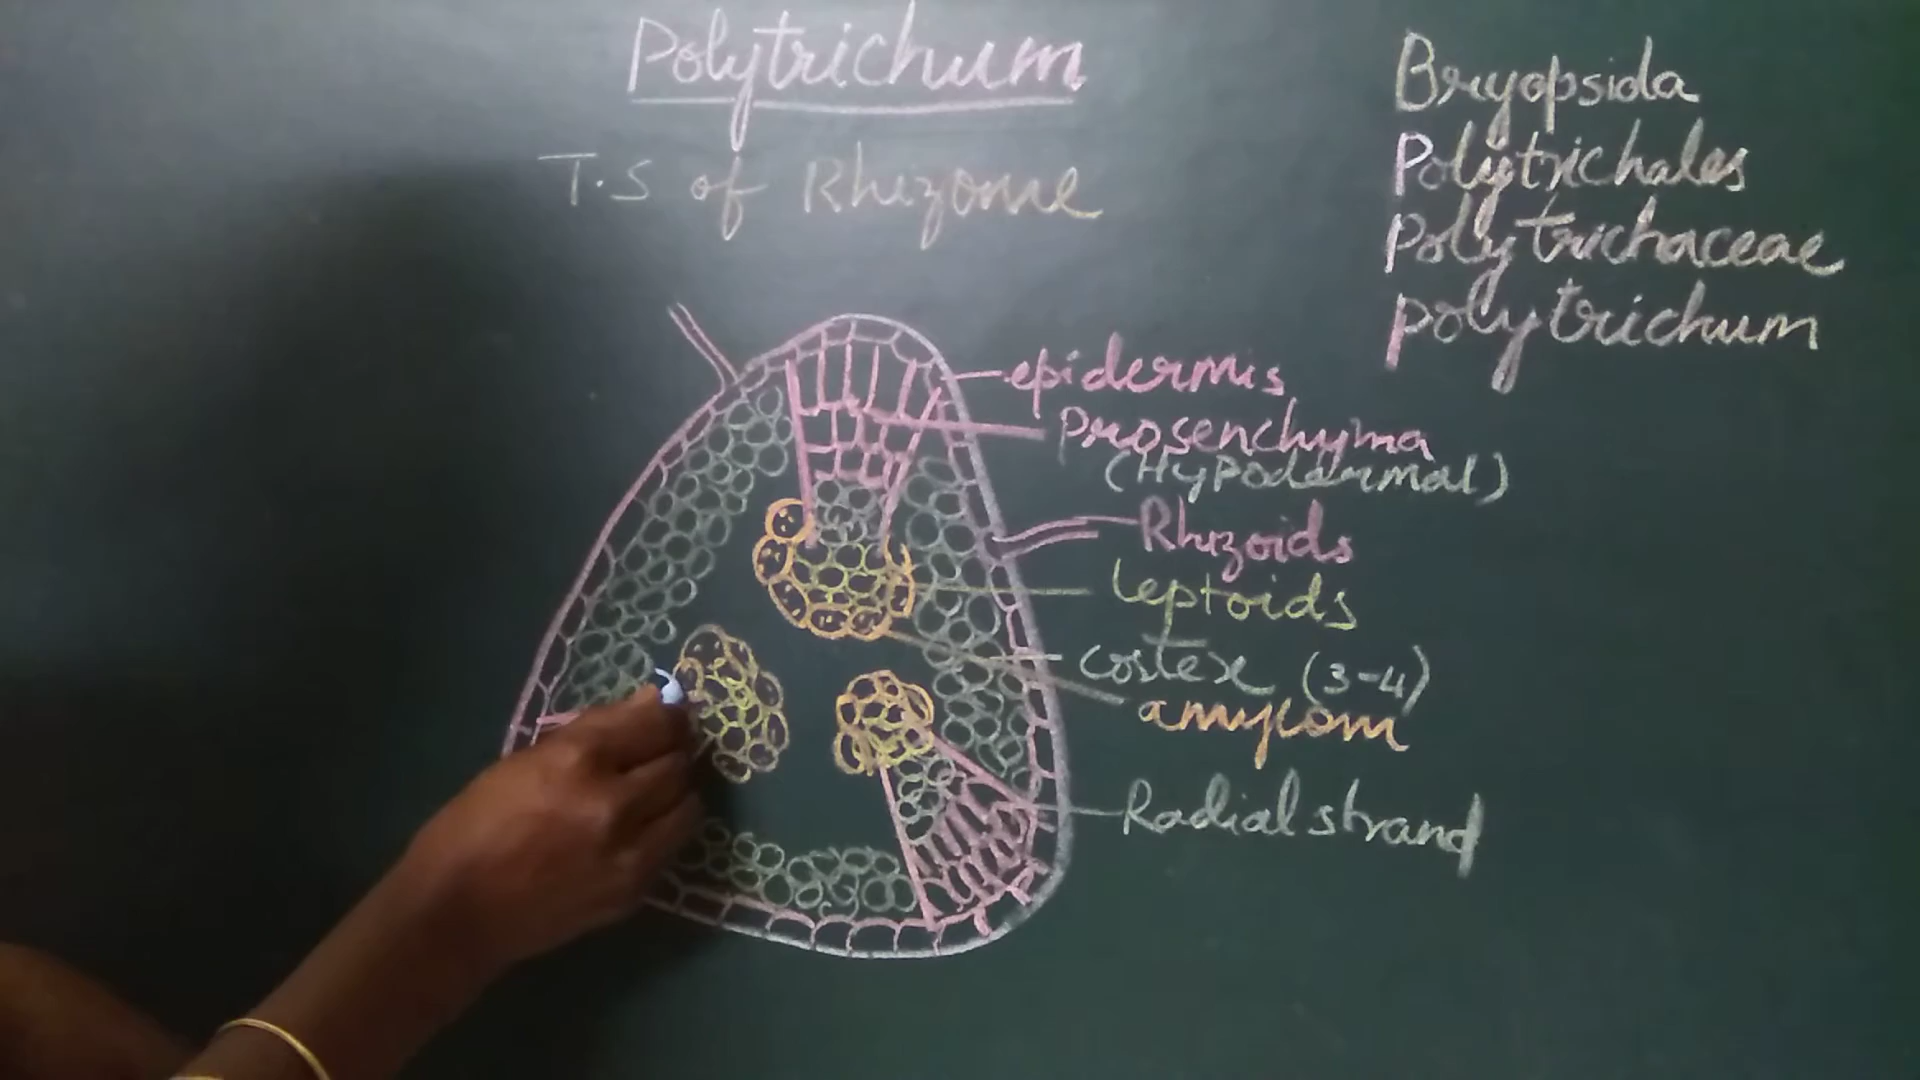 Polytrichum
T.S of Rhizome
Bryopsida
Polytrichales
Polytrichaceae
polytrichum
epidermis
Prosenchyma
(Hypodermal)
Rhizoids
leptoids
cortex (3-4)
amylom
Radial strand